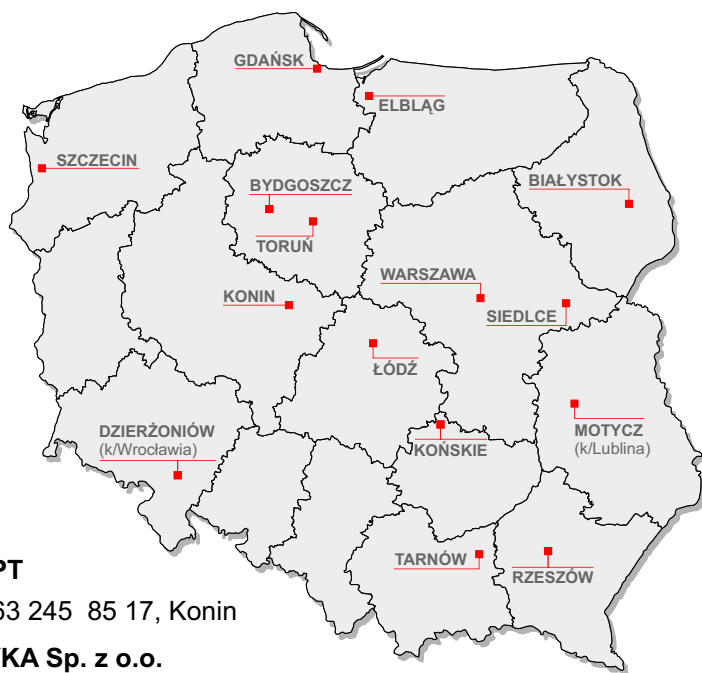 GDAŃSK
ELBLĄG
SZCZECIN
BYDGOSZCZ
BIAŁYSTOK
TORUŃ
WARSZAWA
KONIN
SIEDLCE
ŁÓDŹ
DZIERŻONIÓW
(k/Wrocławia)
KOŃSKIE
MOTYCZ
(k/Lublina)
TARNÓW
RZESZÓW
PT
63 245 85 17, Konin
KA Sp. z o.o.